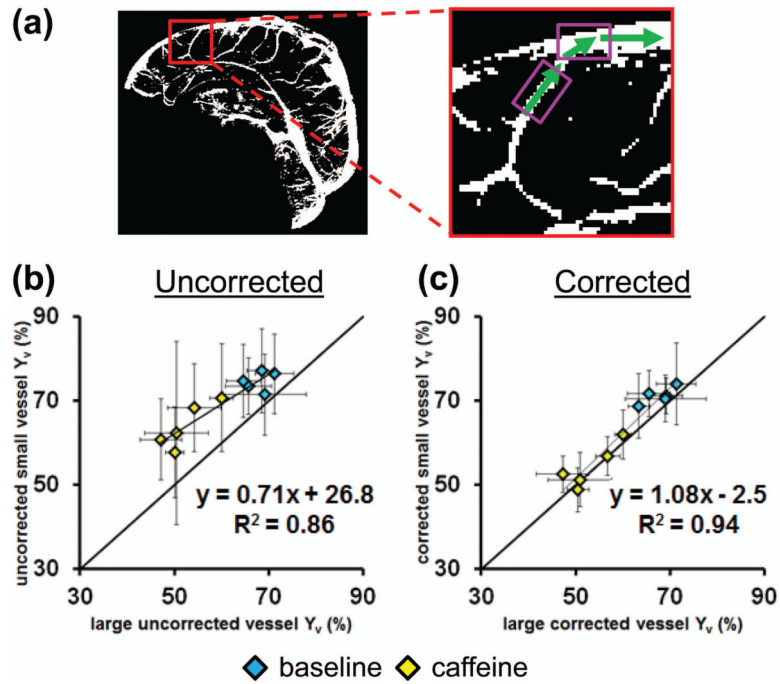 (a)
(b) Uncorrected
(c) Corrected
uncorrected small vessel Yv (%)
90
70
50
30
y = 0.71x + 26.8
R² = 0.86
30 50 70 90
large uncorrected vessel Yv (%)
corrected small vessel Yv (%)
90
70
50
30
y = 1.08x - 2.5
R² = 0.94
30 50 70 90
large corrected vessel Yv (%)
baseline caffeine